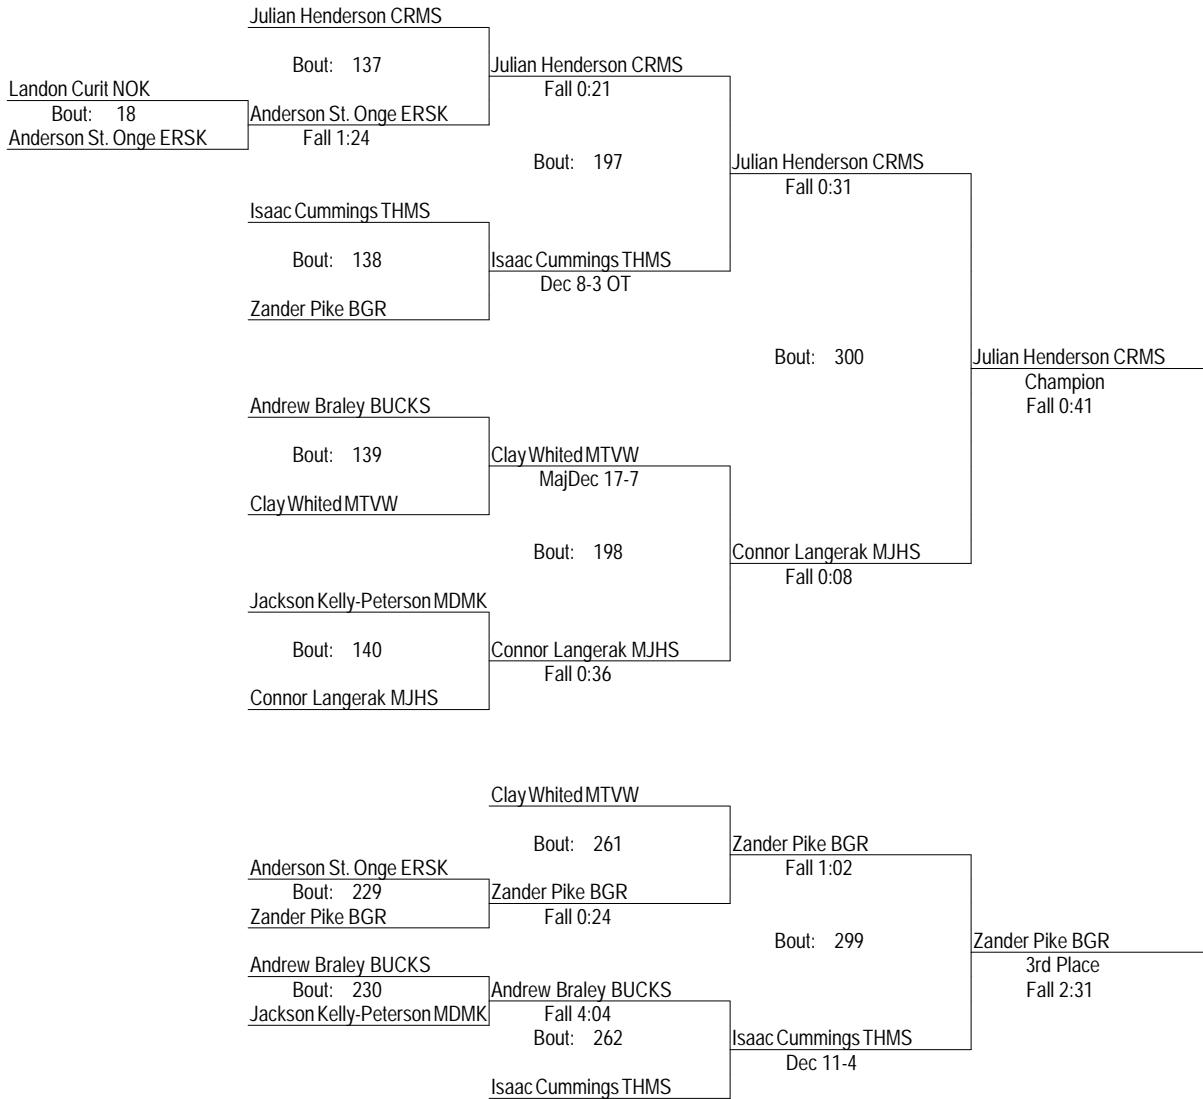 Julian Henderson CRMS
Bout: 137
Julian Henderson CRMS
Fall 0:21
Landon Curit NOK
Bout: 18
Anderson St. Onge ERSK
Anderson St. Onge ERSK
Fall 1:24
Bout: 197
Julian Henderson CRMS
Fall 0:31
Isaac Cummings THMS
Bout: 138
Isaac Cummings THMS
Dec 8-3 OT
Zander Pike BGR
Bout: 300
Julian Henderson CRMS
Champion
Fall 0:41
Andrew Braley BUCKS
Bout: 139
Clay Whited MTVW
MajDec 17-7
Clay Whited MTVW
Bout: 198
Connor Langerak MJHS
Fall 0:08
Jackson Kelly-Peterson MDMK
Bout: 140
Connor Langerak MJHS
Fall 0:36
Connor Langerak MJHS
Clay Whited MTVW
Bout: 261
Zander Pike BGR
Fall 1:02
Anderson St. Onge ERSK
Bout: 229
Zander Pike BGR
Zander Pike BGR
Fall 0:24
Bout: 299
Zander Pike BGR
3rd Place
Fall 2:31
Andrew Braley BUCKS
Bout: 230
Jackson Kelly-Peterson MDMK
Andrew Braley BUCKS
Fall 4:04
Bout: 262
Isaac Cummings THMS
Dec 11-4
Isaac Cummings THMS